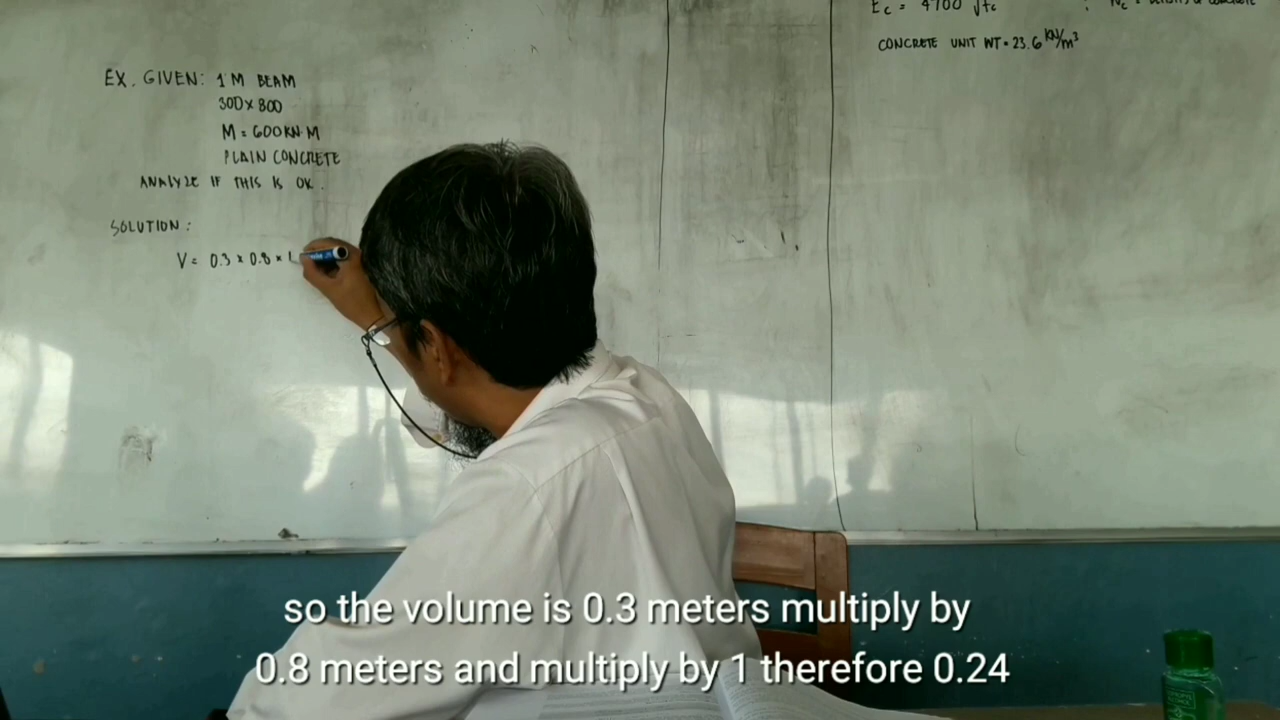 Ec = 4700 √fc
CONCRETE UNIT WT = 23.6 KN/m³
EX. GIVEN: 1 M BEAM
300 x 800
M = 600 KN·M
PLAIN CONCRETE
ANALYZE IF THIS IS OK.
SOLUTION:
V = 0.3 x 0.8 x 1
so the volume is 0.3 meters multiply by
0.8 meters and multiply by 1 therefore 0.24